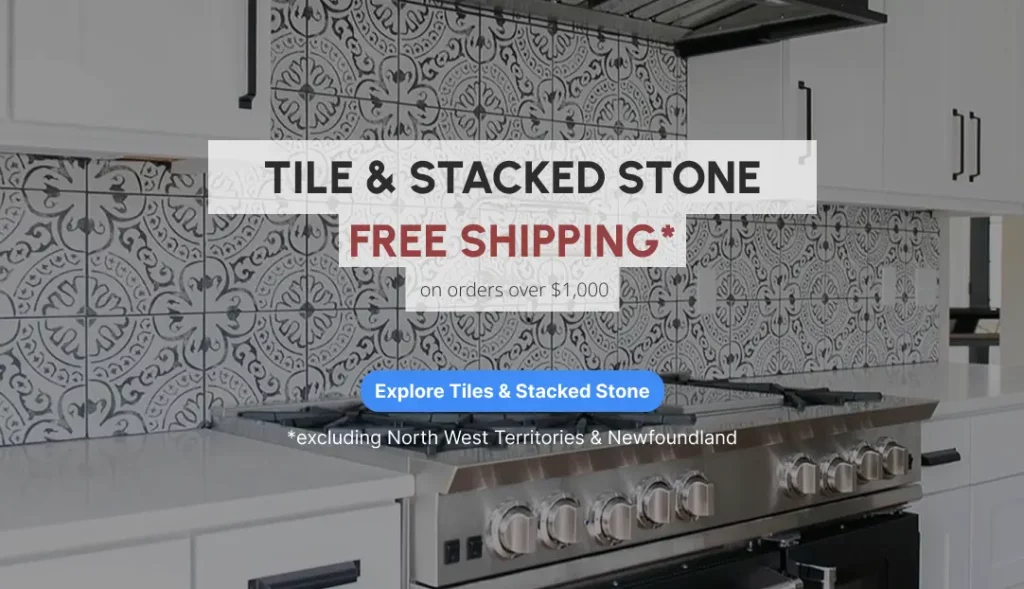 TILE & STACKED STONE
FREE SHIPPING*
on orders over $1,000
Explore Tiles & Stacked Stone
*excluding North West Territories & Newfoundland